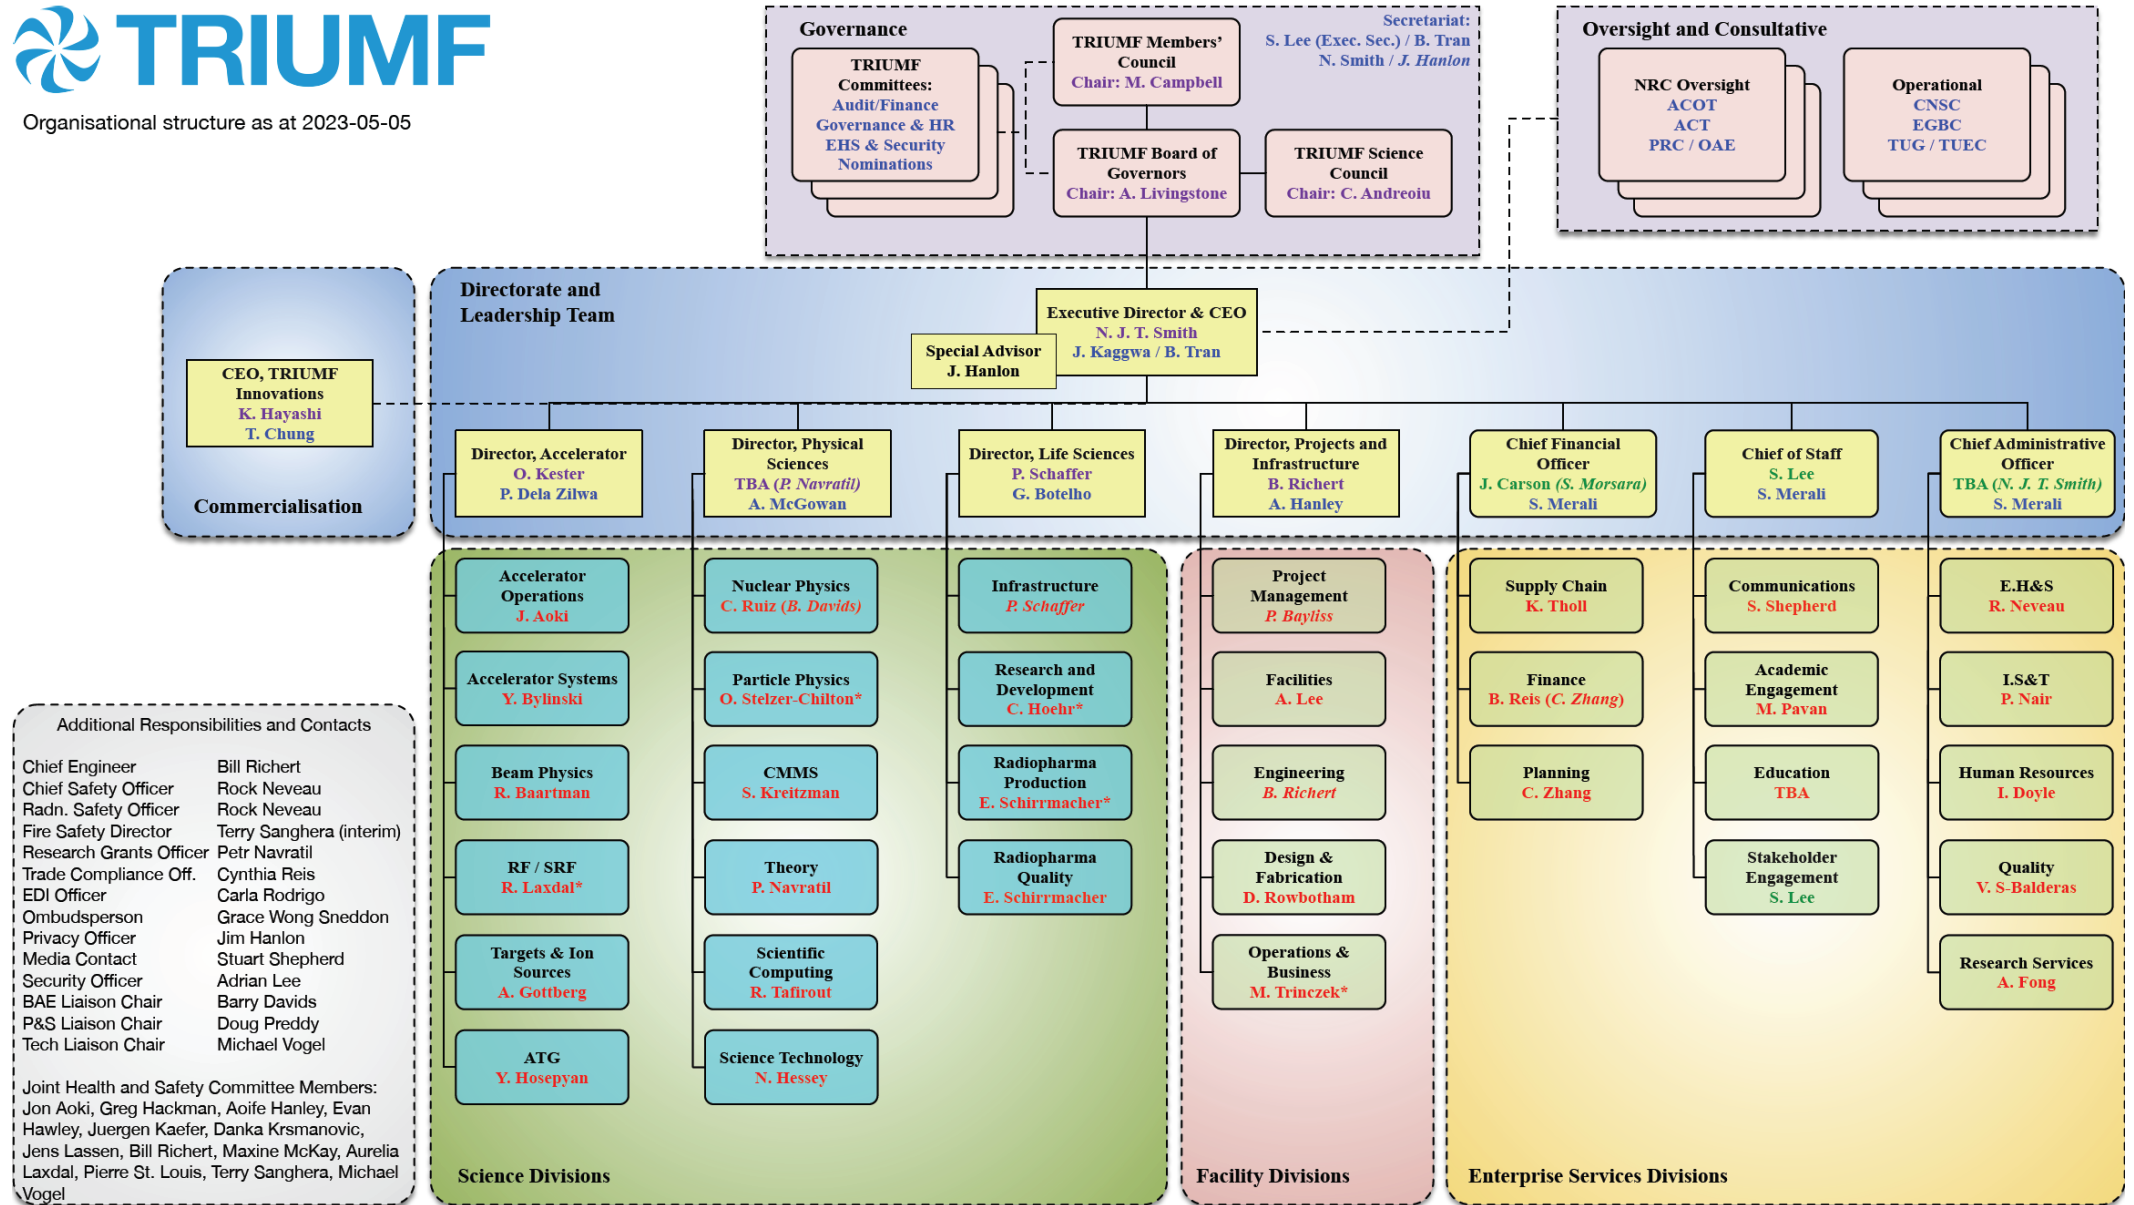 TRIUMF
Organisational structure as at 2023-05-05
Governance
TRIUMF
Committees:
Audit/Finance
Governance & HR
EHS & Security
Nominations
TRIUMF Members'
Council
Chair: M. Campbell
Secretariat:
S. Lee (Exec. Sec.) / B. Tran
N. Smith / J. Hanlon
TRIUMF Board of
Governors
Chair: A. Livingstone
TRIUMF Science
Council
Chair: C. Andreoiu
Oversight and Consultative
NRC Oversight
ACOT
ACT
PRC / OAE
Operational
CNSC
EGBC
TUG / TUEC
CEO, TRIUMF
Innovations
K. Hayashi
T. Chung
Commercialisation
Directorate and
Leadership Team
Executive Director & CEO
N. J. T. Smith
J. Kaggwa / B. Tran
Special Advisor
J. Hanlon
Director, Accelerator
O. Kester
P. Dela Zilwa
Director, Physical
Sciences
TBA (P. Navratil)
A. McGowan
Director, Life Sciences
P. Schaffer
G. Botelho
Director, Projects and
Infrastructure
B. Richert
A. Hanley
Chief Financial
Officer
J. Carson (S. Morsara)
S. Merali
Chief of Staff
S. Lee
S. Merali
Chief Administrative
Officer
TBA (N. J. T. Smith)
S. Merali
Accelerator
Operations
J. Aoki
Accelerator Systems
Y. Bylinski
Beam Physics
R. Baartman
RF / SRF
R. Laxdal*
Targets & Ion
Sources
A. Gottberg
ATG
Y. Hosepyan
Nuclear Physics
C. Ruiz (B. Davids)
Particle Physics
O. Stelzer-Chilton*
CMMS
S. Kreitzman
Theory
P. Navratil
Scientific
Computing
R. Tafirout
Science Technology
N. Hessey
Infrastructure
P. Schaffer
Research and
Development
C. Hoehr*
Radiopharma
Production
E. Schirrmacher*
Radiopharma
Quality
E. Schirrmacher
Science Divisions
Project
Management
P. Bayliss
Facilities
A. Lee
Engineering
B. Richert
Design &
Fabrication
D. Rowbotham
Operations &
Business
M. Trinczek*
Facility Divisions
Supply Chain
K. Tholl
Finance
B. Reis (C. Zhang)
Planning
C. Zhang
Communications
S. Shepherd
Academic
Engagement
M. Pavan
Education
TBA
Stakeholder
Engagement
S. Lee
E.H&S
R. Neveau
I.S&T
P. Nair
Human Resources
I. Doyle
Quality
V. S-Balderas
Research Services
A. Fong
Enterprise Services Divisions
Additional Responsibilities and Contacts
Chief Engineer Bill Richert
Chief Safety Officer Rock Neveau
Radn. Safety Officer Rock Neveau
Fire Safety Director Terry Sanghera (interim)
Research Grants Officer Petr Navratil
Trade Compliance Off. Cynthia Reis
EDI Officer Carla Rodrigo
Ombudsperson Grace Wong Sneddon
Privacy Officer Jim Hanlon
Media Contact Stuart Shepherd
Security Officer Adrian Lee
BAE Liaison Chair Barry Davids
P&S Liaison Chair Doug Preddy
Tech Liaison Chair Michael Vogel
Joint Health and Safety Committee Members:
Jon Aoki, Greg Hackman, Aoife Hanley, Evan
Hawley, Juergen Kaefer, Danka Krsmanovic,
Jens Lassen, Bill Richert, Maxine McKay, Aurelia
Laxdal, Pierre St. Louis, Terry Sanghera, Michael
Vogel